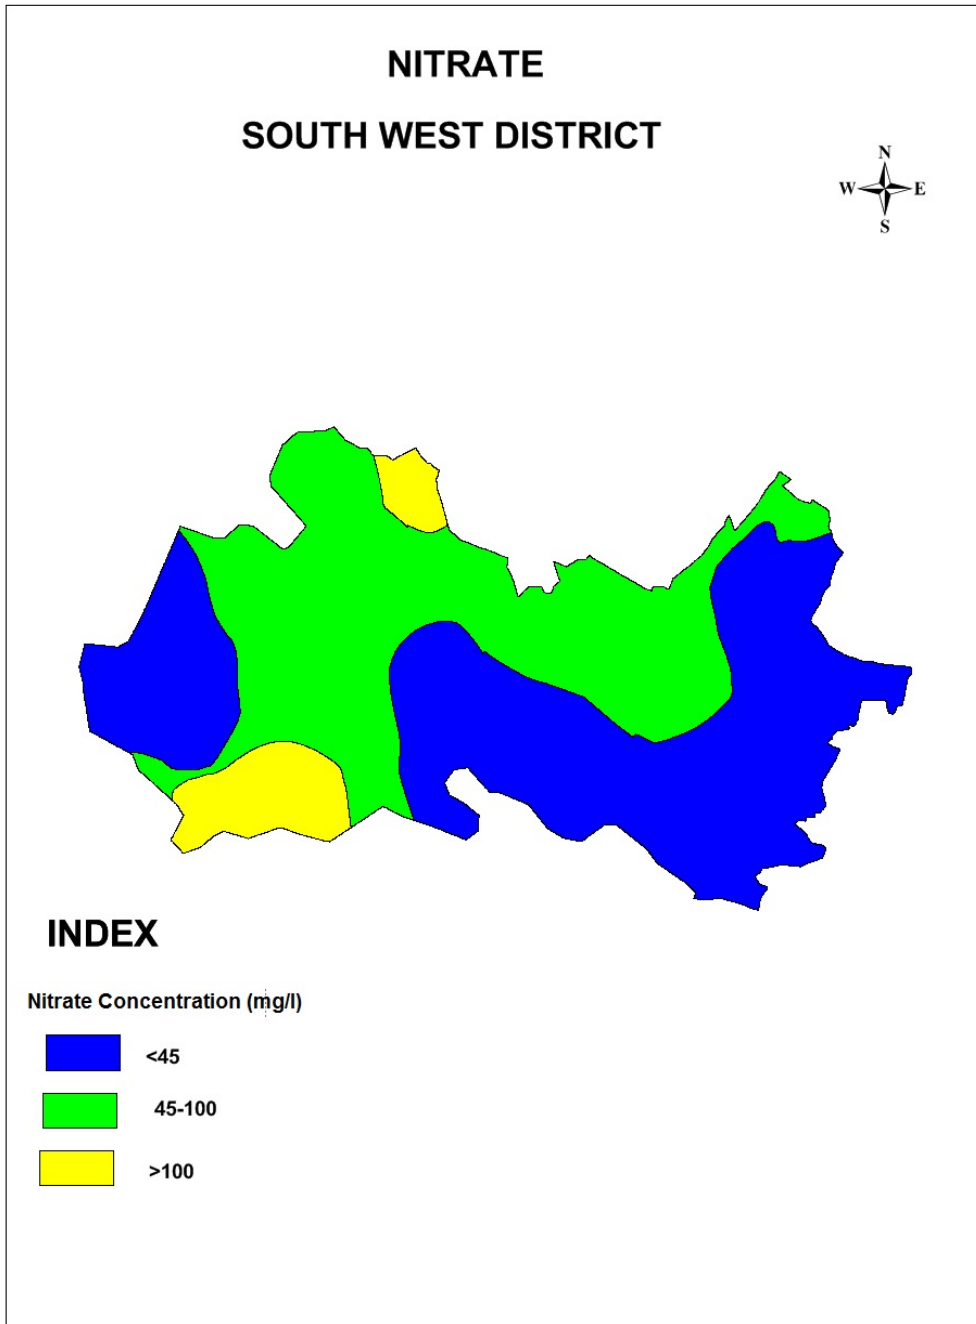 NITRATE
SOUTH WEST DISTRICT
N
W E
S
INDEX
Nitrate Concentration (mg/l)
<45
45-100
>100